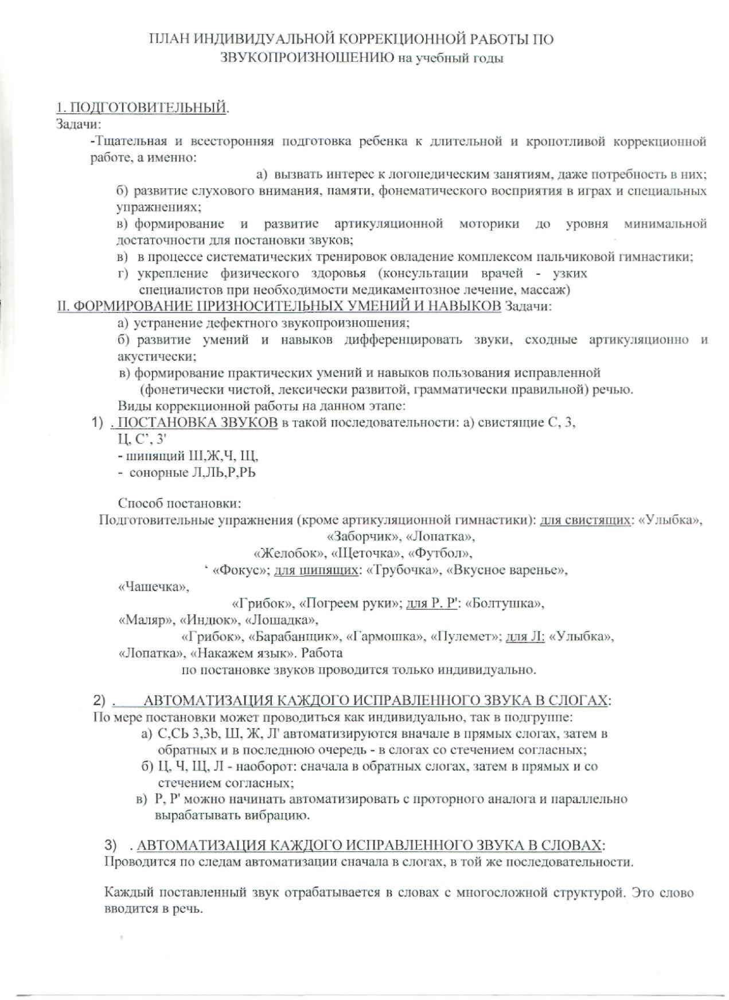 ПЛАН ИНДИВИДУАЛЬНОЙ КОРРЕКЦИОННОЙ РАБОТЫ ПО
ЗВУКОПРОИЗНОШЕНИЮ на учебный годы
1. ПОДГОТОВИТЕЛЬНЫЙ.
Задачи:
-Тщательная и всесторонняя подготовка ребенка к длительной и кропотливой коррекционной
работе, а именно:
а) вызвать интерес к логопедическим занятиям, даже потребность в них;
б) развитие слухового внимания, памяти, фонематического восприятия в играх и специальных
упражнениях;
в) формирование и развитие артикуляционной моторики до уровня минимальной
достаточности для постановки звуков;
в) в процессе систематических тренировок овладение комплексом пальчиковой гимнастики;
г) укрепление физического здоровья (консультации врачей - узких
специалистов при необходимости медикаментозное лечение, массаж)
II. ФОРМИРОВАНИЕ ПРИЗНОСИТЕЛЬНЫХ УМЕНИЙ И НАВЫКОВ Задачи:
а) устранение дефектного звукопроизношения;
б) развитие умений и навыков дифференцировать звуки, сходные артикуляционно и
акустически;
в) формирование практических умений и навыков пользования исправленной
(фонетически чистой, лексически развитой, грамматически правильной) речью.
Виды коррекционной работы на данном этапе:
1) . ПОСТАНОВКА ЗВУКОВ в такой последовательности: а) свистящие С, З,
Ц, С’, З'
- шипящий Ш,Ж,Ч, Щ,
- сонорные Л,ЛЬ,Р,РЬ
Способ постановки:
Подготовительные упражнения (кроме артикуляционной гимнастики): для свистящих: «Улыбка»,
«Заборчик», «Лопатка»,
«Желобок», «Щеточка», «Футбол»,
‘ «Фокус»; для шипящих: «Трубочка», «Вкусное варенье»,
«Чашечка»,
«Грибок», «Погреем руки»; для Р. Р': «Болтушка»,
«Маляр», «Индюк», «Лошадка»,
«Грибок», «Барабанщик», «Гармошка», «Пулемет»; для Л: «Улыбка»,
«Лопатка», «Накажем язык». Работа
по постановке звуков проводится только индивидуально.
2) . АВТОМАТИЗАЦИЯ КАЖДОГО ИСПРАВЛЕННОГО ЗВУКА В СЛОГАХ:
По мере постановки может проводиться как индивидуально, так в подгруппе:
а) С,СЬ З,Зb, Ш, Ж, Л' автоматизируются вначале в прямых слогах, затем в
обратных и в последнюю очередь - в слогах со стечением согласных;
б) Ц, Ч, Щ, Л - наоборот: сначала в обратных слогах, затем в прямых и со
стечением согласных;
в) Р, Р' можно начинать автоматизировать с проторного аналога и параллельно
вырабатывать вибрацию.
3) . АВТОМАТИЗАЦИЯ КАЖДОГО ИСПРАВЛЕННОГО ЗВУКА В СЛОВАХ:
Проводится по следам автоматизации сначала в слогах, в той же последовательности.
Каждый поставленный звук отрабатывается в словах с многосложной структурой. Это слово
вводится в речь.